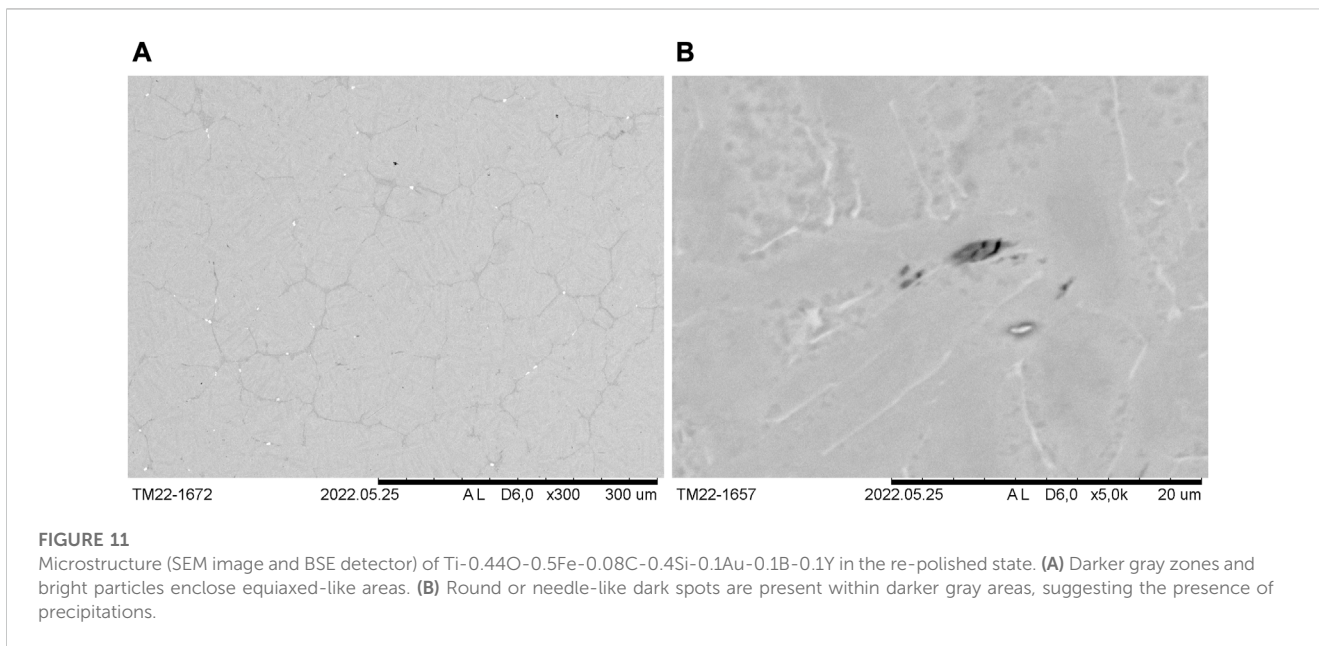 A
B
TM22-1672 2022.05.25 A L D6,0 x300 300 um
TM22-1657 2022.05.25 A L D6,0 x5,0k 20 um
FIGURE 11
Microstructure (SEM image and BSE detector) of Ti-0.44O-0.5Fe-0.08C-0.4Si-0.1Au-0.1B-0.1Y in the re-polished state. (A) Darker gray zones and
bright particles enclose equiaxed-like areas. (B) Round or needle-like dark spots are present within darker gray areas, suggesting the presence of
precipitations.